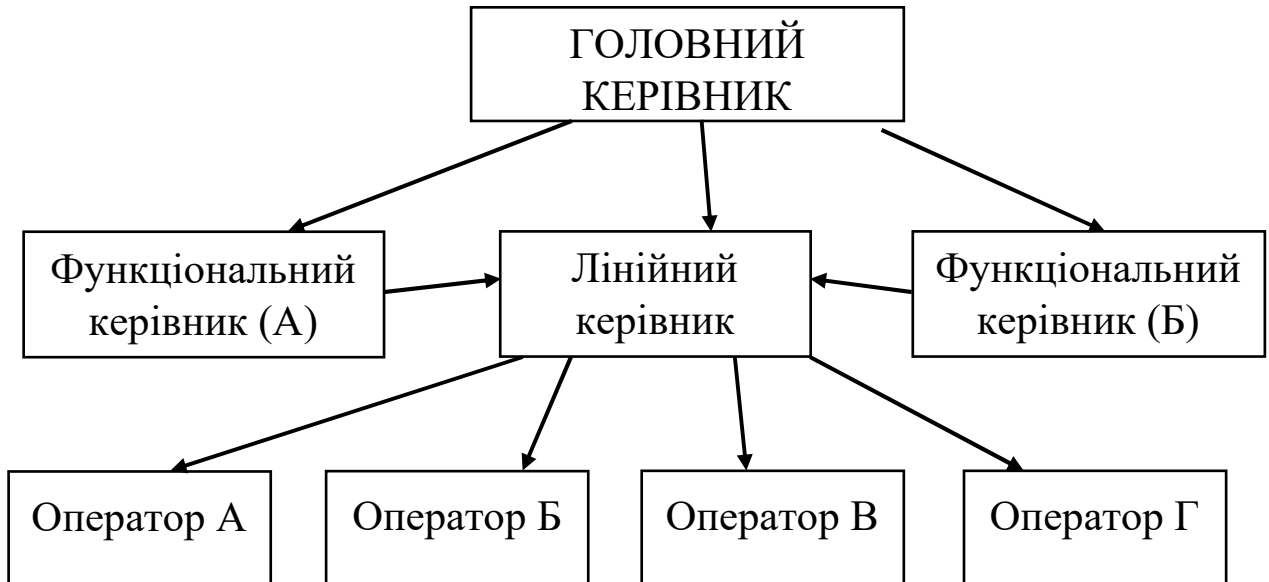 ГОЛОВНИЙ
КЕРІВНИК
Функціональний
керівник (А)
Лінійний
керівник
Функціональний
керівник (Б)
Оператор А
Оператор Б
Оператор В
Оператор Г